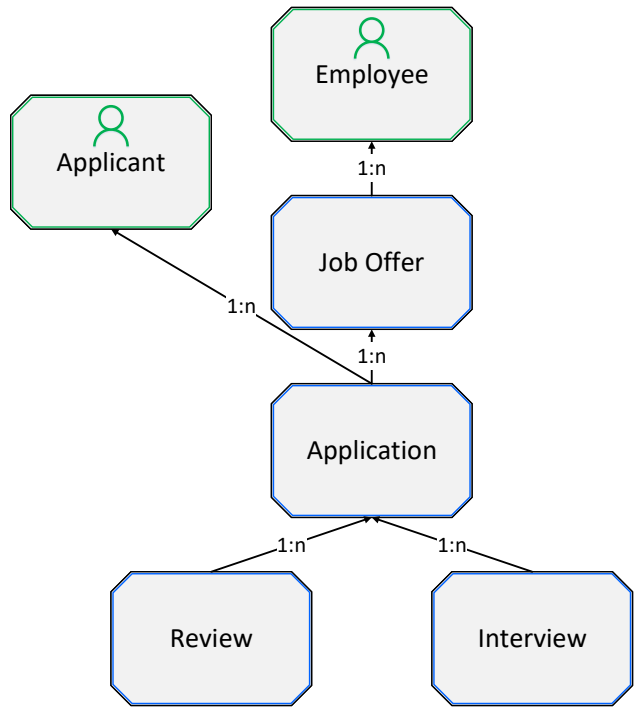 Employee
Applicant
1:n
Job Offer
1:n
1:n
Application
1:n
1:n
Review
Interview